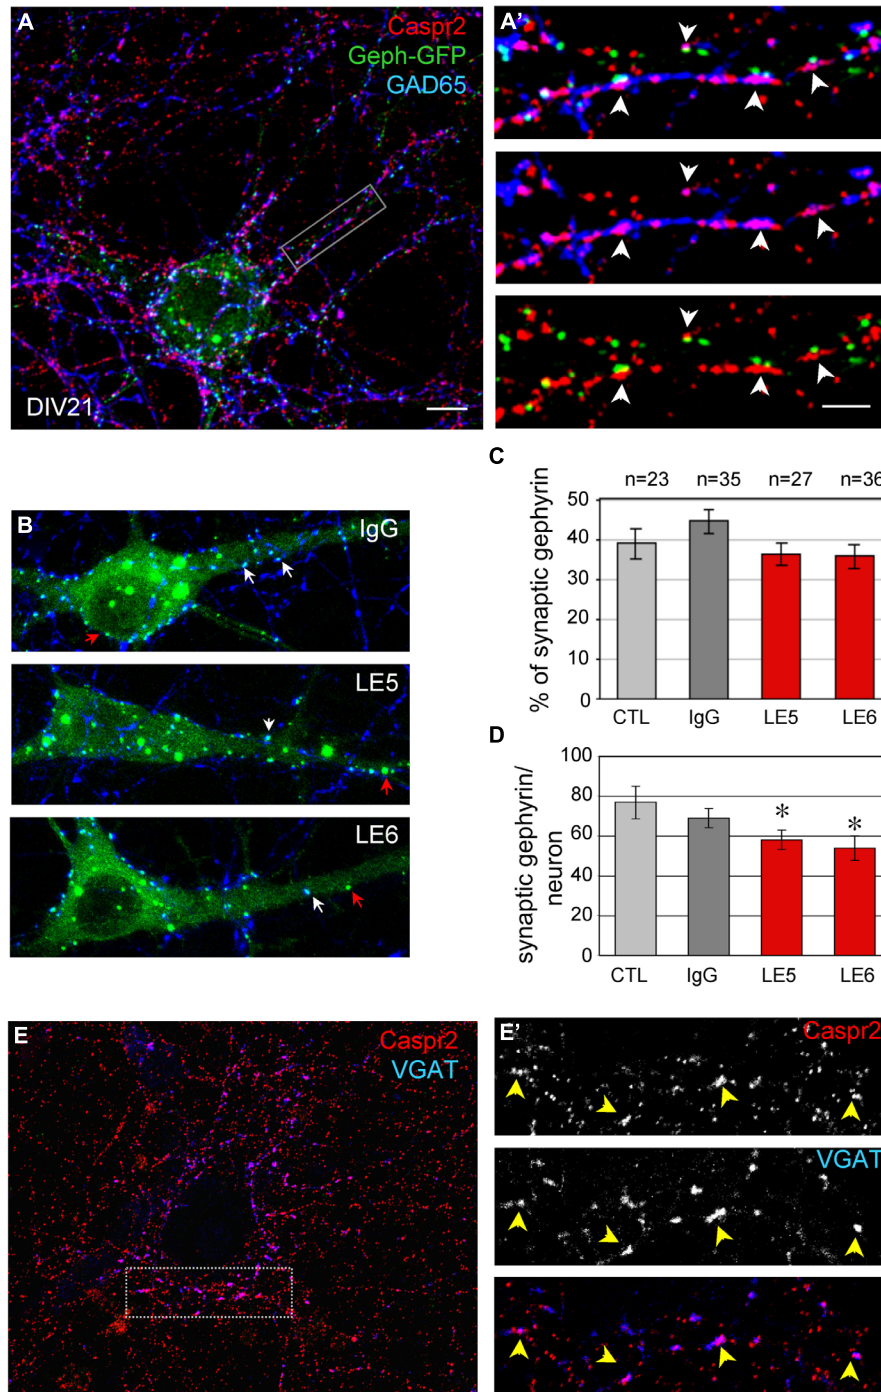 A
Caspr2
Geph-GFP
GAD65
DIV21
A'
B
IgG
LE5
LE6
C
n=23 n=35 n=27 n=36
% of synaptic gephyrin
50
40
30
20
10
0
CTL IgG LE5 LE6
D
synaptic gephyrin/
neuron
100
80
60
40
20
0
* *
CTL IgG LE5 LE6
E
Caspr2
VGAT
E'
Caspr2
VGAT